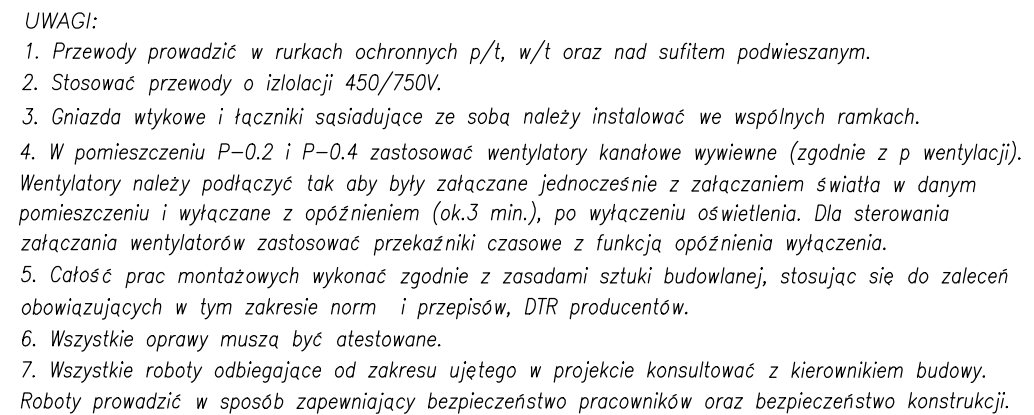 UWAGI:
1. Przewody prowadzić w rurkach ochronnych p/t, w/t oraz nad sufitem podwieszanym.
2. Stosować przewody o izlolacji 450/750V.
3. Gniazda wtykowe i łączniki sąsiadujące ze sobą należy instalować we wspólnych ramkach.
4. W pomieszczeniu P-0.2 i P-0.4 zastosować wentylatory kanałowe wywiewne (zgodnie z p wentylacji).
Wentylatory należy podłączyć tak aby były załączane jednocześnie z załączaniem światła w danym
pomieszczeniu i wyłączane z opóźnieniem (ok.3 min.), po wyłączeniu oświetlenia. Dla sterowania
załączania wentylatorów zastosować przekaźniki czasowe z funkcją opóźnienia wyłączenia.
5. Całość prac montażowych wykonać zgodnie z zasadami sztuki budowlanej, stosując się do zaleceń
obowiązujących w tym zakresie norm i przepisów, DTR producentów.
6. Wszystkie oprawy muszą być atestowane.
7. Wszystkie roboty odbiegające od zakresu ujętego w projekcie konsultować z kierownikiem budowy.
Roboty prowadzić w sposób zapewniający bezpieczeństwo pracowników oraz bezpieczeństwo konstrukcji.